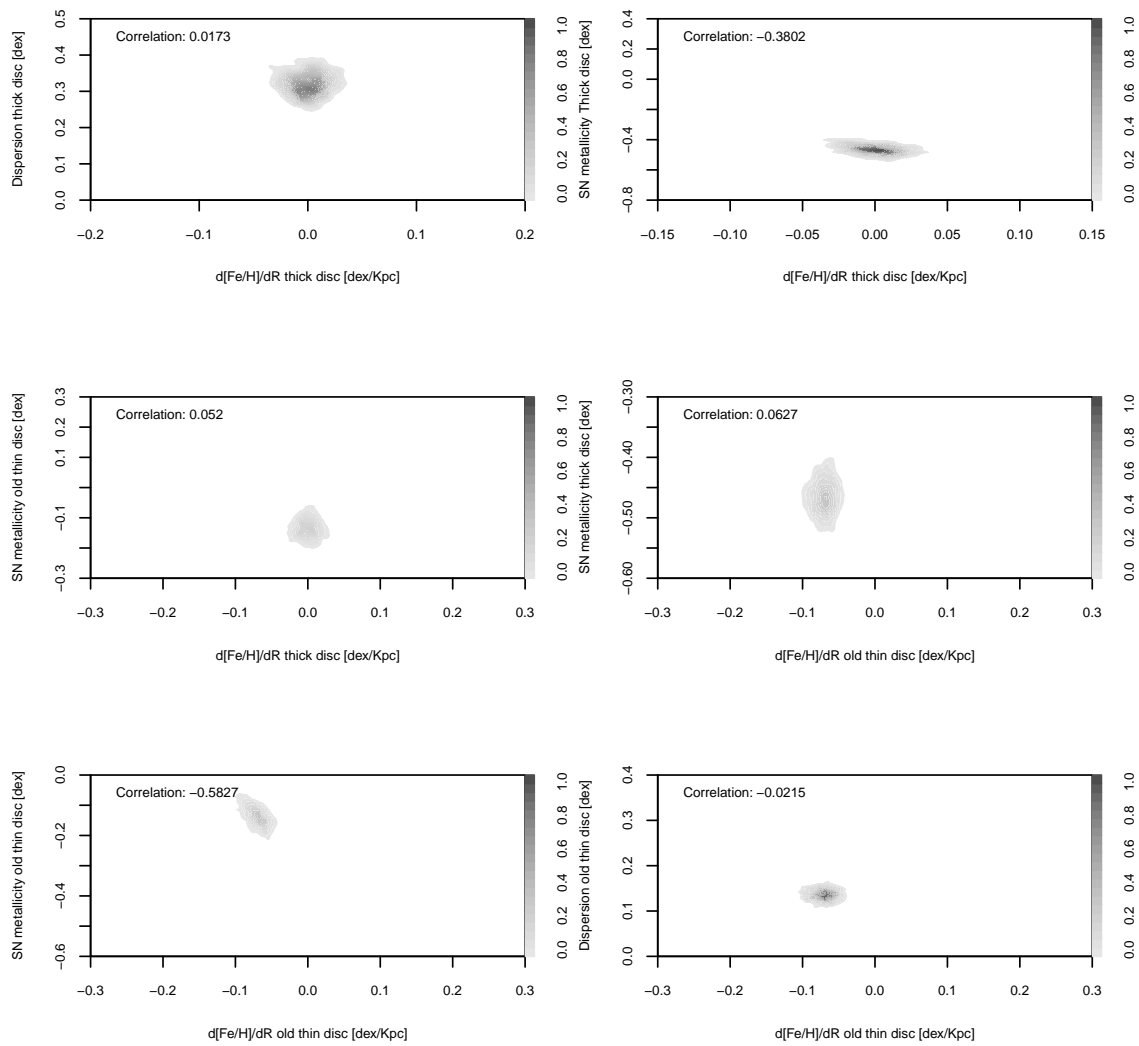 Correlation: 0.0173
Dispersion thick disc [dex]
0.0 0.1 0.2 0.3 0.4 0.5
−0.2 −0.1 0.0 0.1 0.2
d[Fe/H]/dR thick disc [dex/Kpc]
0.0 0.2 0.4 0.6 0.8 1.0
Correlation: −0.3802
SN metallicity Thick disc [dex]
−0.8 −0.4 0.0 0.2 0.4
−0.15 −0.10 −0.05 0.00 0.05 0.10 0.15
d[Fe/H]/dR thick disc [dex/Kpc]
0.0 0.2 0.4 0.6 0.8 1.0
Correlation: 0.052
SN metallicity old thin disc [dex]
−0.3 −0.1 0.1 0.2 0.3
−0.3 −0.2 −0.1 0.0 0.1 0.2 0.3
d[Fe/H]/dR thick disc [dex/Kpc]
0.0 0.2 0.4 0.6 0.8 1.0
Correlation: 0.0627
SN metallicity thick disc [dex]
−0.60 −0.50 −0.40 −0.30
−0.3 −0.2 −0.1 0.0 0.1 0.2 0.3
d[Fe/H]/dR old thin disc [dex/Kpc]
0.0 0.2 0.4 0.6 0.8 1.0
Correlation: −0.5827
SN metallicity old thin disc [dex]
−0.6 −0.4 −0.2 0.0
−0.3 −0.2 −0.1 0.0 0.1 0.2 0.3
d[Fe/H]/dR old thin disc [dex/Kpc]
0.0 0.2 0.4 0.6 0.8 1.0
Correlation: −0.0215
Dispersion old thin disc [dex]
0.0 0.1 0.2 0.3 0.4
−0.3 −0.2 −0.1 0.0 0.1 0.2 0.3
d[Fe/H]/dR old thin disc [dex/Kpc]
0.0 0.2 0.4 0.6 0.8 1.0